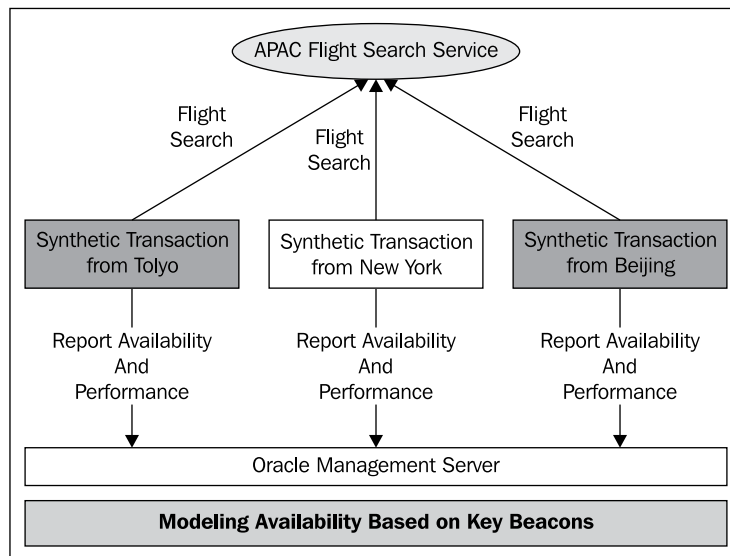 APAC Flight Search Service
Flight
Search
Flight
Search
Flight
Search
Synthetic Transaction
from Tolyo
Synthetic Transaction
from New York
Synthetic Transaction
from Beijing
Report Availability
And
Performance
Report Availability
And
Performance
Report Availability
And
Performance
Oracle Management Server
Modeling Availability Based on Key Beacons